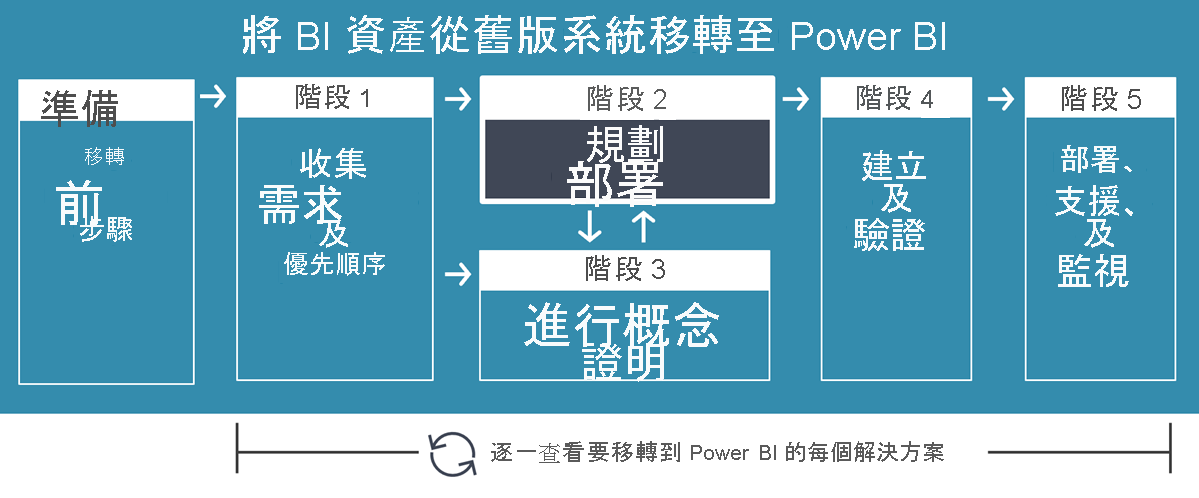 將 BI 資產從舊版系統移轉至 Power BI
準備
移轉
前
步驟
階段 1
收集
需求
及
優先順序
階段 2
規劃
部署
階段 3
進行概念
證明
階段 4
建立
及
驗證
階段 5
部署、
支援、
及
監視
逐一查看要移轉到 Power BI 的每個解決方案